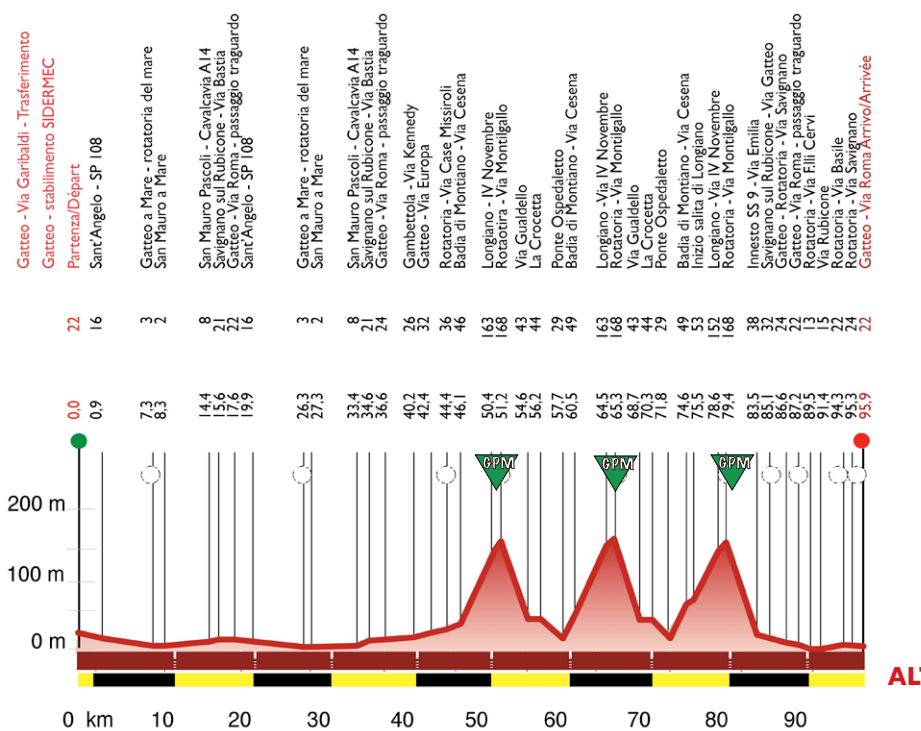 Gatteo - Via Garibaldi - Trasferimento
Gatteo - stabilimento SIDERMEC
Partenza/Départ 22 0.0
Sant'Angelo - SP 108 16 0.9
Gatteo a Mare - rotatoria del mare 3 7.3
San Mauro a Mare 2 8.3
San Mauro Pascoli - Cavalcavia A14 8 14.4
Savignano sul Rubicone - Via Bastia 21 15.6
Gatteo - Via Roma - passaggio traguardo 22 17.6
Sant'Angelo - SP 108 16 19,9
Gatteo a Mare - rotatoria del mare 3 26,3
San Mauro a Mare 2 27,3
San Mauro Pascoli - Cavalcavia A14 8 33.4
Savignano sul Rubicone - Via Bastia 21 34.6
Gatteo - Via Roma - passaggio traguardo 24 36.6
Gambettola - Via Kennedy 26 40.2
Gatteo - Via Europa 32 42.4
Rotatoria - Via Case Missiroli 36 44,4
Badia di Montiano - Via Cesena 46 46,1
Longiano - IV Novembre 163 50.4
Rotaotira - Via Montilgallo 168 51.2
Via Gualdello 43 54.6
La Crocetta 44 56.2
Ponte Ospedaletto 29 57.7
Badia di Montiano - Via Cesena 49 60.5
Longiano - Via IV Novembre 163 64.5
Rotatoria - Via Montiligallo 168 65.3
Via Gualdello 43 68.7
La Crocetta 44 70.3
Ponte Ospedaletto 29 71.8
Badia di Montiano - Via Cesena 49 74.6
Inizio salita di Longiano 53 75.5
Longiano - Via IV Novembre 152 78.6
Rotatoria - Via Montilgallo 168 79.4
Innesto SS 9 - Via Emilia 38 83.5
Savignano sul Rubicone - Via Gatteo 32 85.1
Gatteo - Rotatoria - Via Savignano 24 86.6
Gatteo - Via Roma - passaggio traguardo 22 87.2
Rotatoria - Via F.lli Cervi 13 89.5
Via Rubicone 15 91,4
Rotatoria - Via Basile 22 94,3
Rotatoria - Via Savignano 24 95,3
Gatteo - Via Roma Arrivo/Arrivée 22 95,9
GPM GPM GPM
200 m
100 m
0 m
0 km 10 20 30 40 50 60 70 80 90